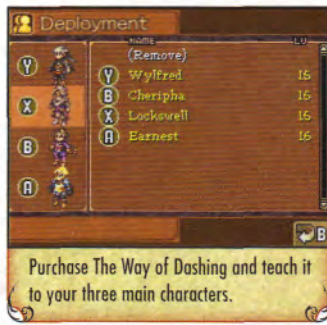 Deployment
NAME LV
(Remove)
Y Wylfred 16
B Cheripha 16
X Lockswell 16
A Earnest 16
Y
X
B
A
B
Purchase The Way of Dashing and teach it
to your three main characters.